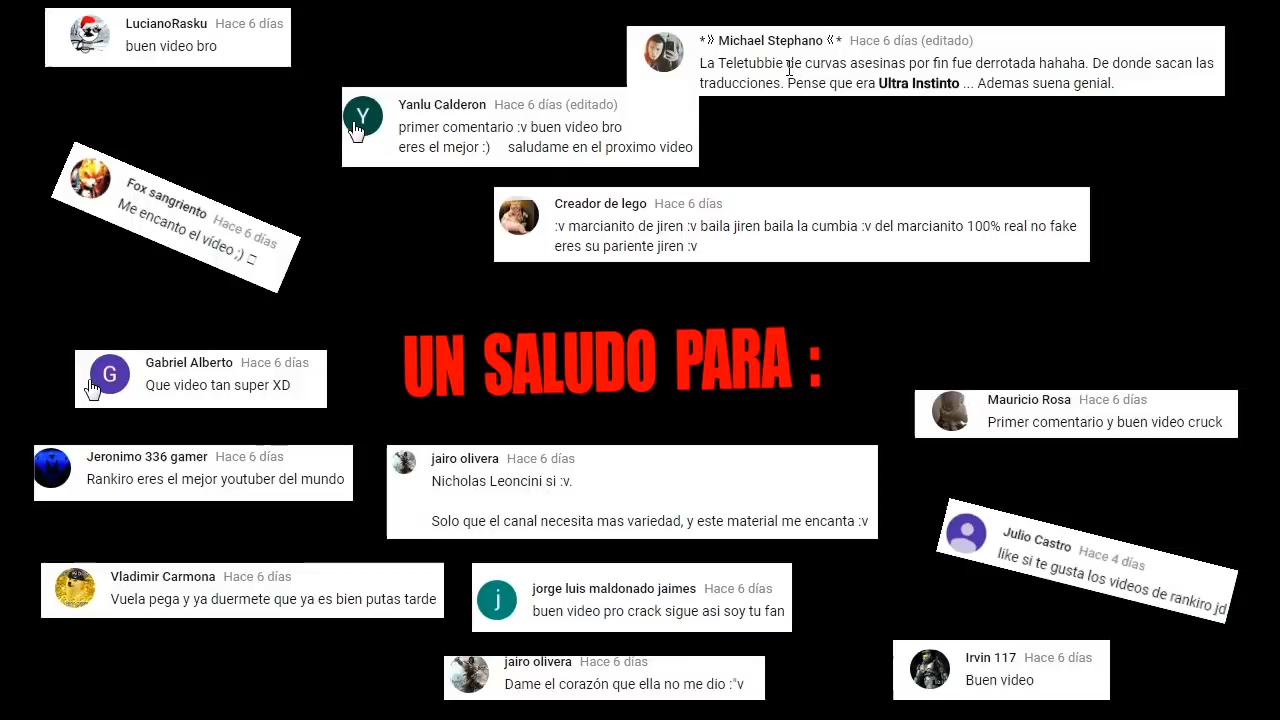 LucianoRasku Hace 6 días
buen video bro
*》 Michael Stephano 《* Hace 6 días (editado)
La Teletubbie de curvas asesinas por fin fue derrotada hahaha. De donde sacan las
traducciones. Pense que era Ultra Instinto ... Ademas suena genial.
Y
Yanlu Calderon Hace 6 días (editado)
primer comentario :v buen video bro
eres el mejor :) saludame en el proximo video
Fox sangriento Hace 6 días
Me encanto el vídeo ;) □
Creador de lego Hace 6 días
:v marcianito de jiren :v baila jiren baila la cumbia :v del marcianito 100% real no fake
eres su pariente jiren :v
UN SALUDO PARA :
G
Gabriel Alberto Hace 6 días
Que video tan super XD
Mauricio Rosa Hace 6 días
Primer comentario y buen video cruck
Jeronimo 336 gamer Hace 6 días
Rankiro eres el mejor youtuber del mundo
jairo olivera Hace 6 días
Nicholas Leoncini si :v.
Solo que el canal necesita mas variedad, y este material me encanta :v
Julio Castro Hace 4 días
like si te gusta los videos de rankiro jd
Vladimir Carmona Hace 6 días
Vuela pega y ya duermete que ya es bien putas tarde
j
jorge luis maldonado jaimes Hace 6 días
buen video pro crack sigue asi soy tu fan
jairo olivera Hace 6 días
Dame el corazón que ella no me dio :"v
Irvin 117 Hace 6 días
Buen video